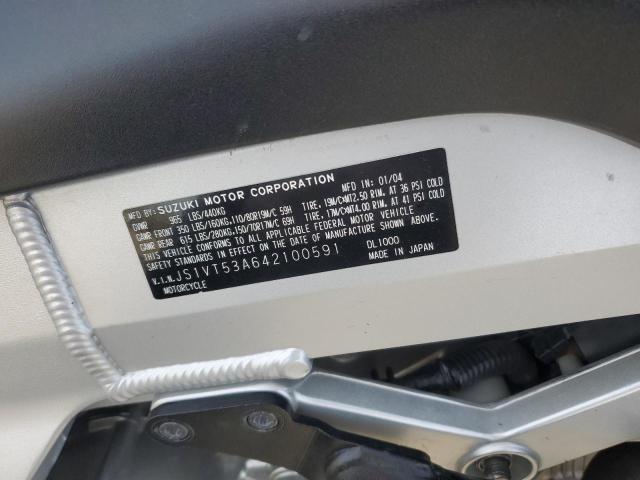 MFD BY: SUZUKI MOTOR CORPORATION MFD. IN 01/04
GVWR 965 LBS/440KG
GAWR FRONT 350 LBS/160KG,110/80R19M/C 59H TIRE, 19M/C×MT2.50 RIM. AT 36 PSI COLD
GAWR REAR 615 LBS/280KG,150/70R17M/C 69H TIRE, 17M/C×MT4.00 RIM. AT 41 PSI COLD
THIS VEHICLE CONFORMS TO ALL APPLICABLE FEDERAL MOTOR VEHICLE
SAFETY STANDARDS IN EFFECT ON THE DATE OF MANUFACTURE SHOWN ABOVE.
V.I.N. JS1VT53A642100591 DL1000
MOTORCYCLE MADE IN JAPAN